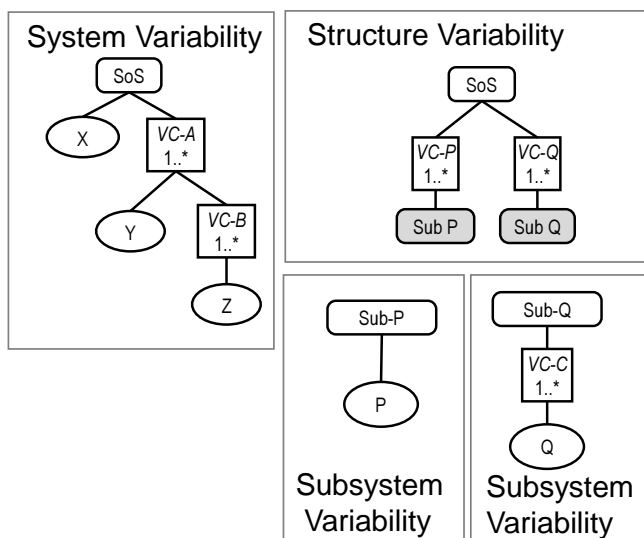 System Variability
SoS
X
VC-A
1..*
Y
VC-B
1..*
Z
Structure Variability
SoS
VC-P
1..*
VC-Q
1..*
Sub P
Sub Q
Sub-P
P
Subsystem
Variability
Sub-Q
VC-C
1..*
Q
Subsystem
Variability